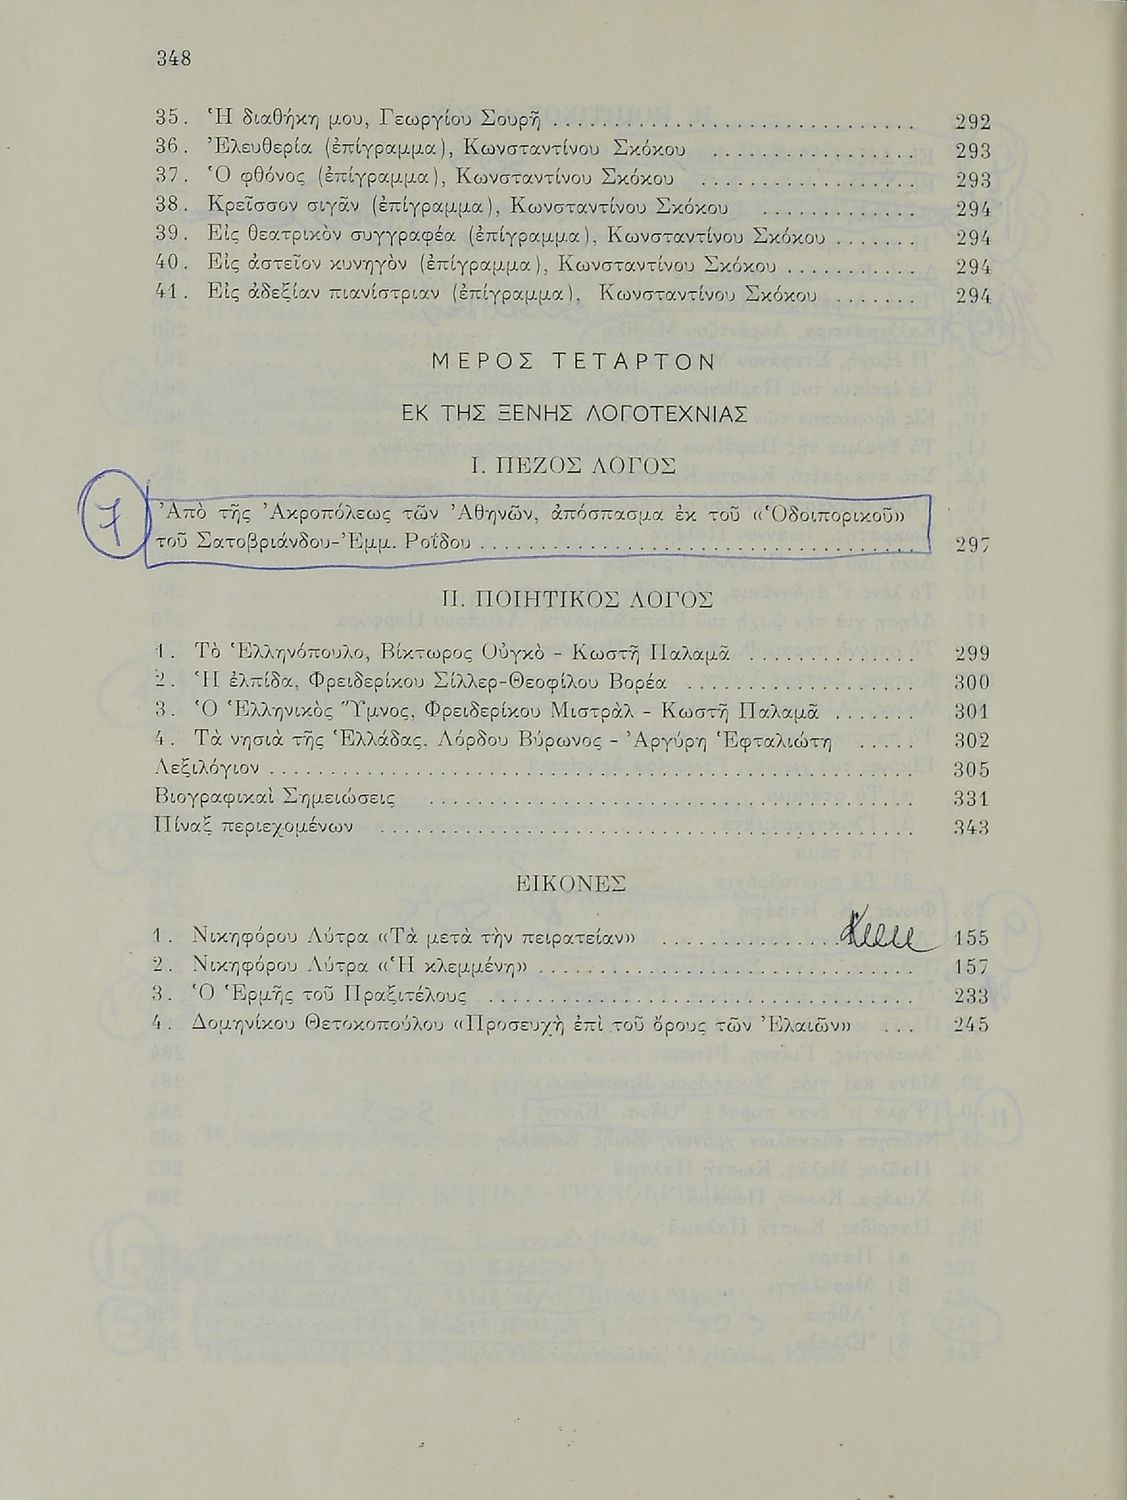 348
35. Ἡ διαθήκη μου, Γεωργίου Σουρῆ ................................ 292
36. Ἐλευθερία (ἐπίγραμμα), Κωνσταντίνου Σκόκου .................. 293
37. Ὁ φθόνος (ἐπίγραμμα), Κωνσταντίνου Σκόκου .................. 293
38. Κρεῖσσον σιγᾶν (ἐπίγραμμα), Κωνσταντίνου Σκόκου ............. 294
39. Εἰς θεατρικὸν συγγραφέα (ἐπίγραμμα), Κωνσταντίνου Σκόκου ....... 294
40. Εἰς ἀστεῖον κυνηγὸν (ἐπίγραμμα), Κωνσταντίνου Σκόκου ........... 294
41. Εἰς ἀδεξίαν πιανίστριαν (ἐπίγραμμα), Κωνσταντίνου Σκόκου ....... 294
ΜΕΡΟΣ ΤΕΤΑΡΤΟΝ
ΕΚ ΤΗΣ ΞΕΝΗΣ ΛΟΓΟΤΕΧΝΙΑΣ
Ι. ΠΕΖΟΣ ΛΟΓΟΣ
7 Ἀπὸ τῆς Ἀκροπόλεως τῶν Ἀθηνῶν, ἀπόσπασμα ἐκ τοῦ «Ὁδοιπορικοῦ»
τοῦ Σατοβριάνδου-Ἐμμ. Ροΐδου ..................................... 297
ΙΙ. ΠΟΙΗΤΙΚΟΣ ΛΟΓΟΣ
1. Τὸ Ἑλληνόπουλο, Βίκτωρος Οὑγκὸ - Κωστῆ Παλαμᾶ .............. 299
2. Ἡ ἐλπίδα, Φρειδερίκου Σίλλερ-Θεοφίλου Βορέα ................... 300
3. Ὁ Ἑλληνικὸς Ὕμνος, Φρειδερίκου Μιστρὰλ - Κωστῆ Παλαμᾶ ....... 301
4. Τὰ νησιὰ τῆς Ἑλλάδας, Λόρδου Βύρωνος - Ἀργύρη Ἐφταλιώτη ..... 302
Λεξιλόγιον ...................................................... 305
Βιογραφικαὶ Σημειώσεις ......................................... 331
Πίναξ περιεχομένων ............................................. 343
ΕΙΚΟΝΕΣ
1. Νικηφόρου Λύτρα «Τὰ μετὰ τὴν πειρατείαν» ............. 155
2. Νικηφόρου Λύτρα «Ἡ κλεμμένη» ................................. 157
3. Ὁ Ἑρμῆς τοῦ Πραξιτέλους ..................................... 233
4. Δομηνίκου Θετοκοπούλου «Προσευχὴ ἐπὶ τοῦ ὄρους τῶν Ἐλαιῶν» ... 245